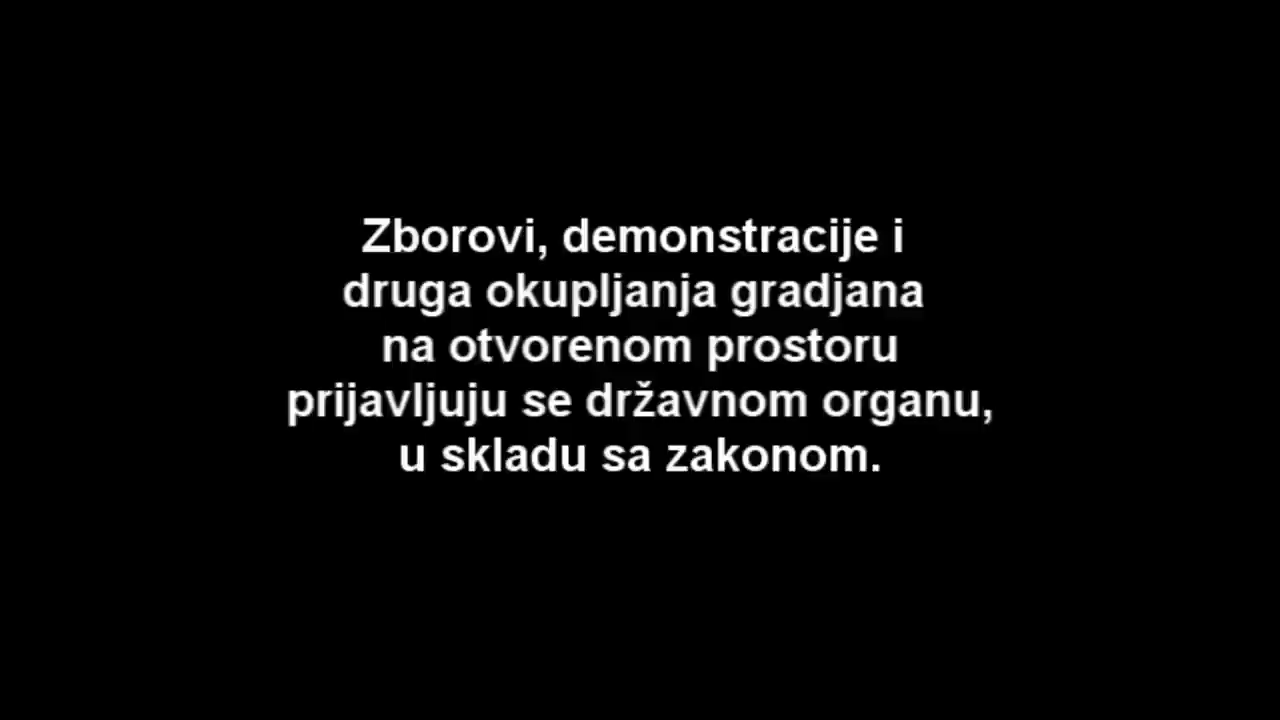 Zborovi, demonstracije i
druga okupljanja gradjana
na otvorenom prostoru
prijavljuju se državnom organu,
u skladu sa zakonom.